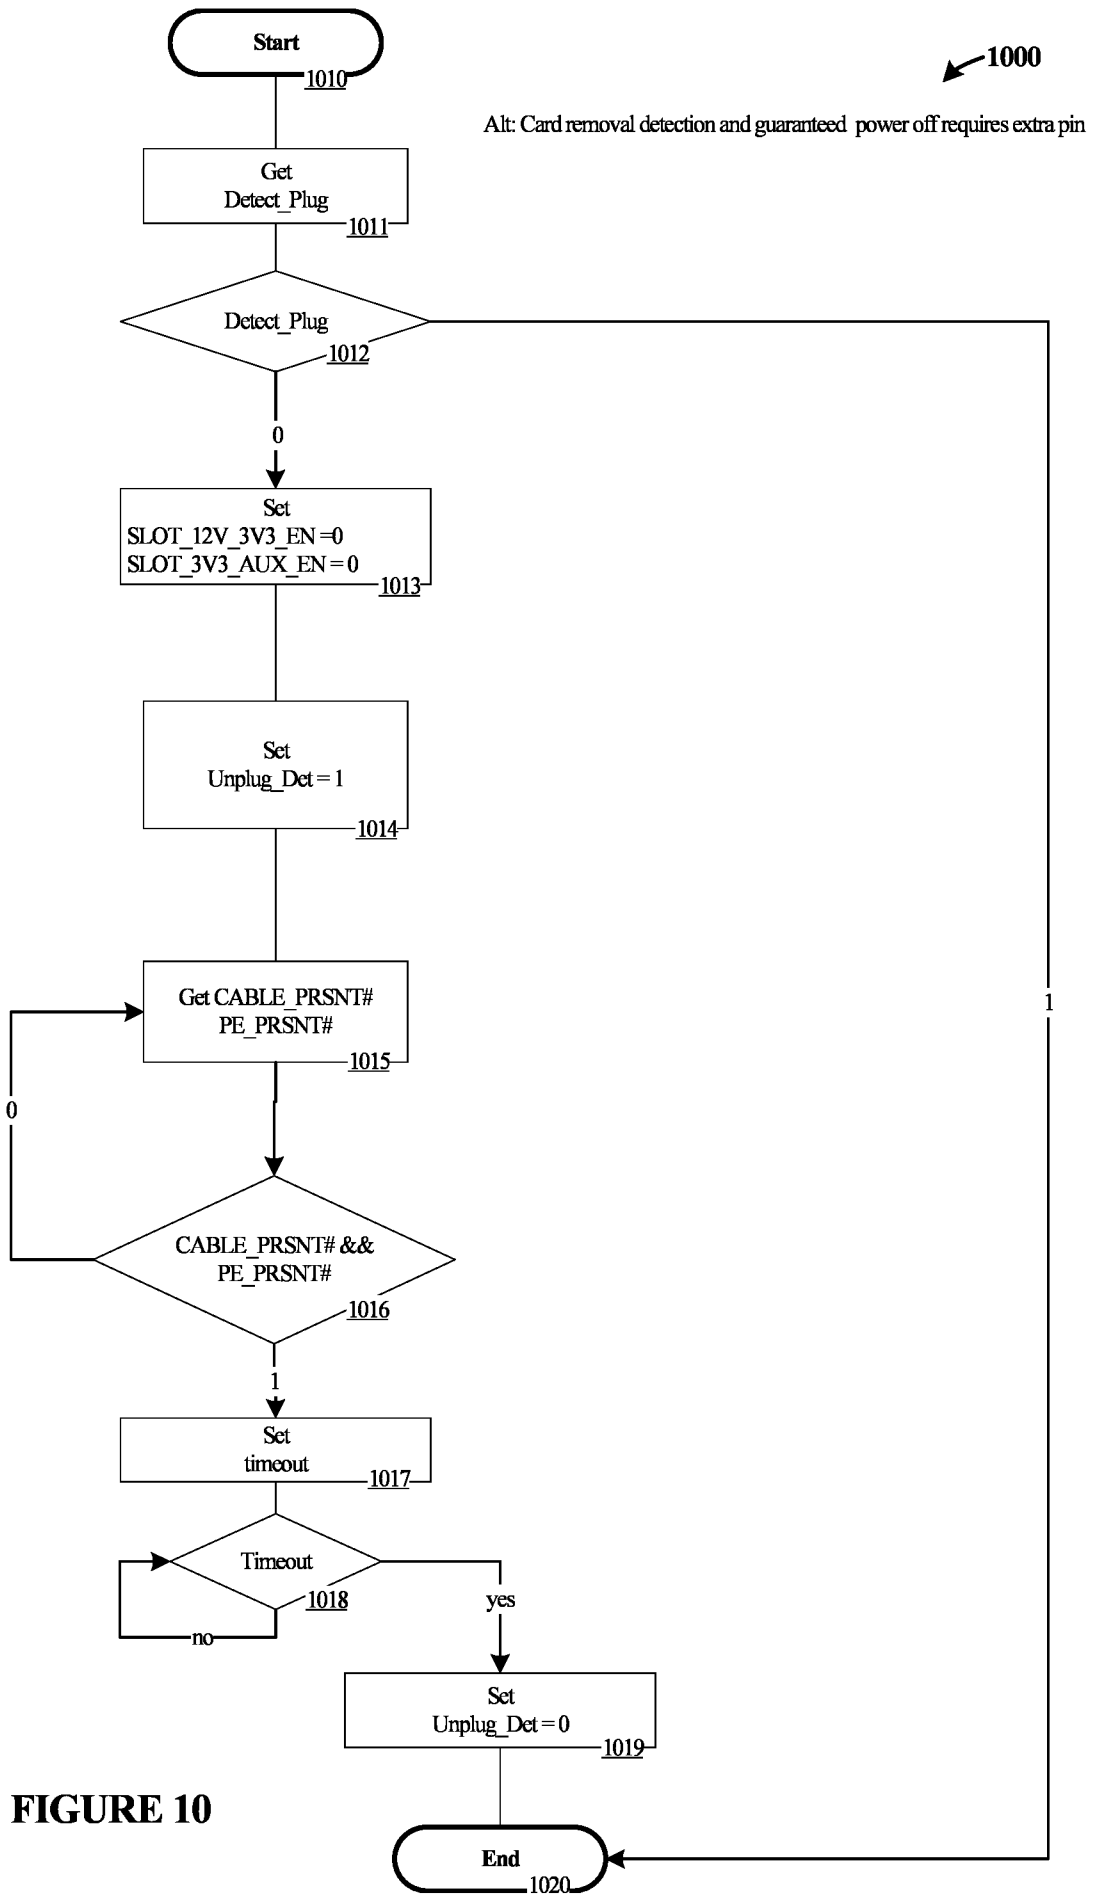 Start
1010
1000
Alt: Card removal detection and guaranteed power off requires extra pin
Get
Detect_Plug
1011
Detect_Plug
1012
0
Set
SLOT_12V_3V3_EN =0
SLOT_3V3_AUX_EN = 0
1013
Set
Unplug_Det = 1
1014
Get CABLE_PRSNT#
PE_PRSNT#
1015
1
0
CABLE_PRSNT# &&
PE_PRSNT#
1016
1
Set
timeout
1017
Timeout
1018
yes
no
Set
Unplug_Det = 0
1019
FIGURE 10
End
1020